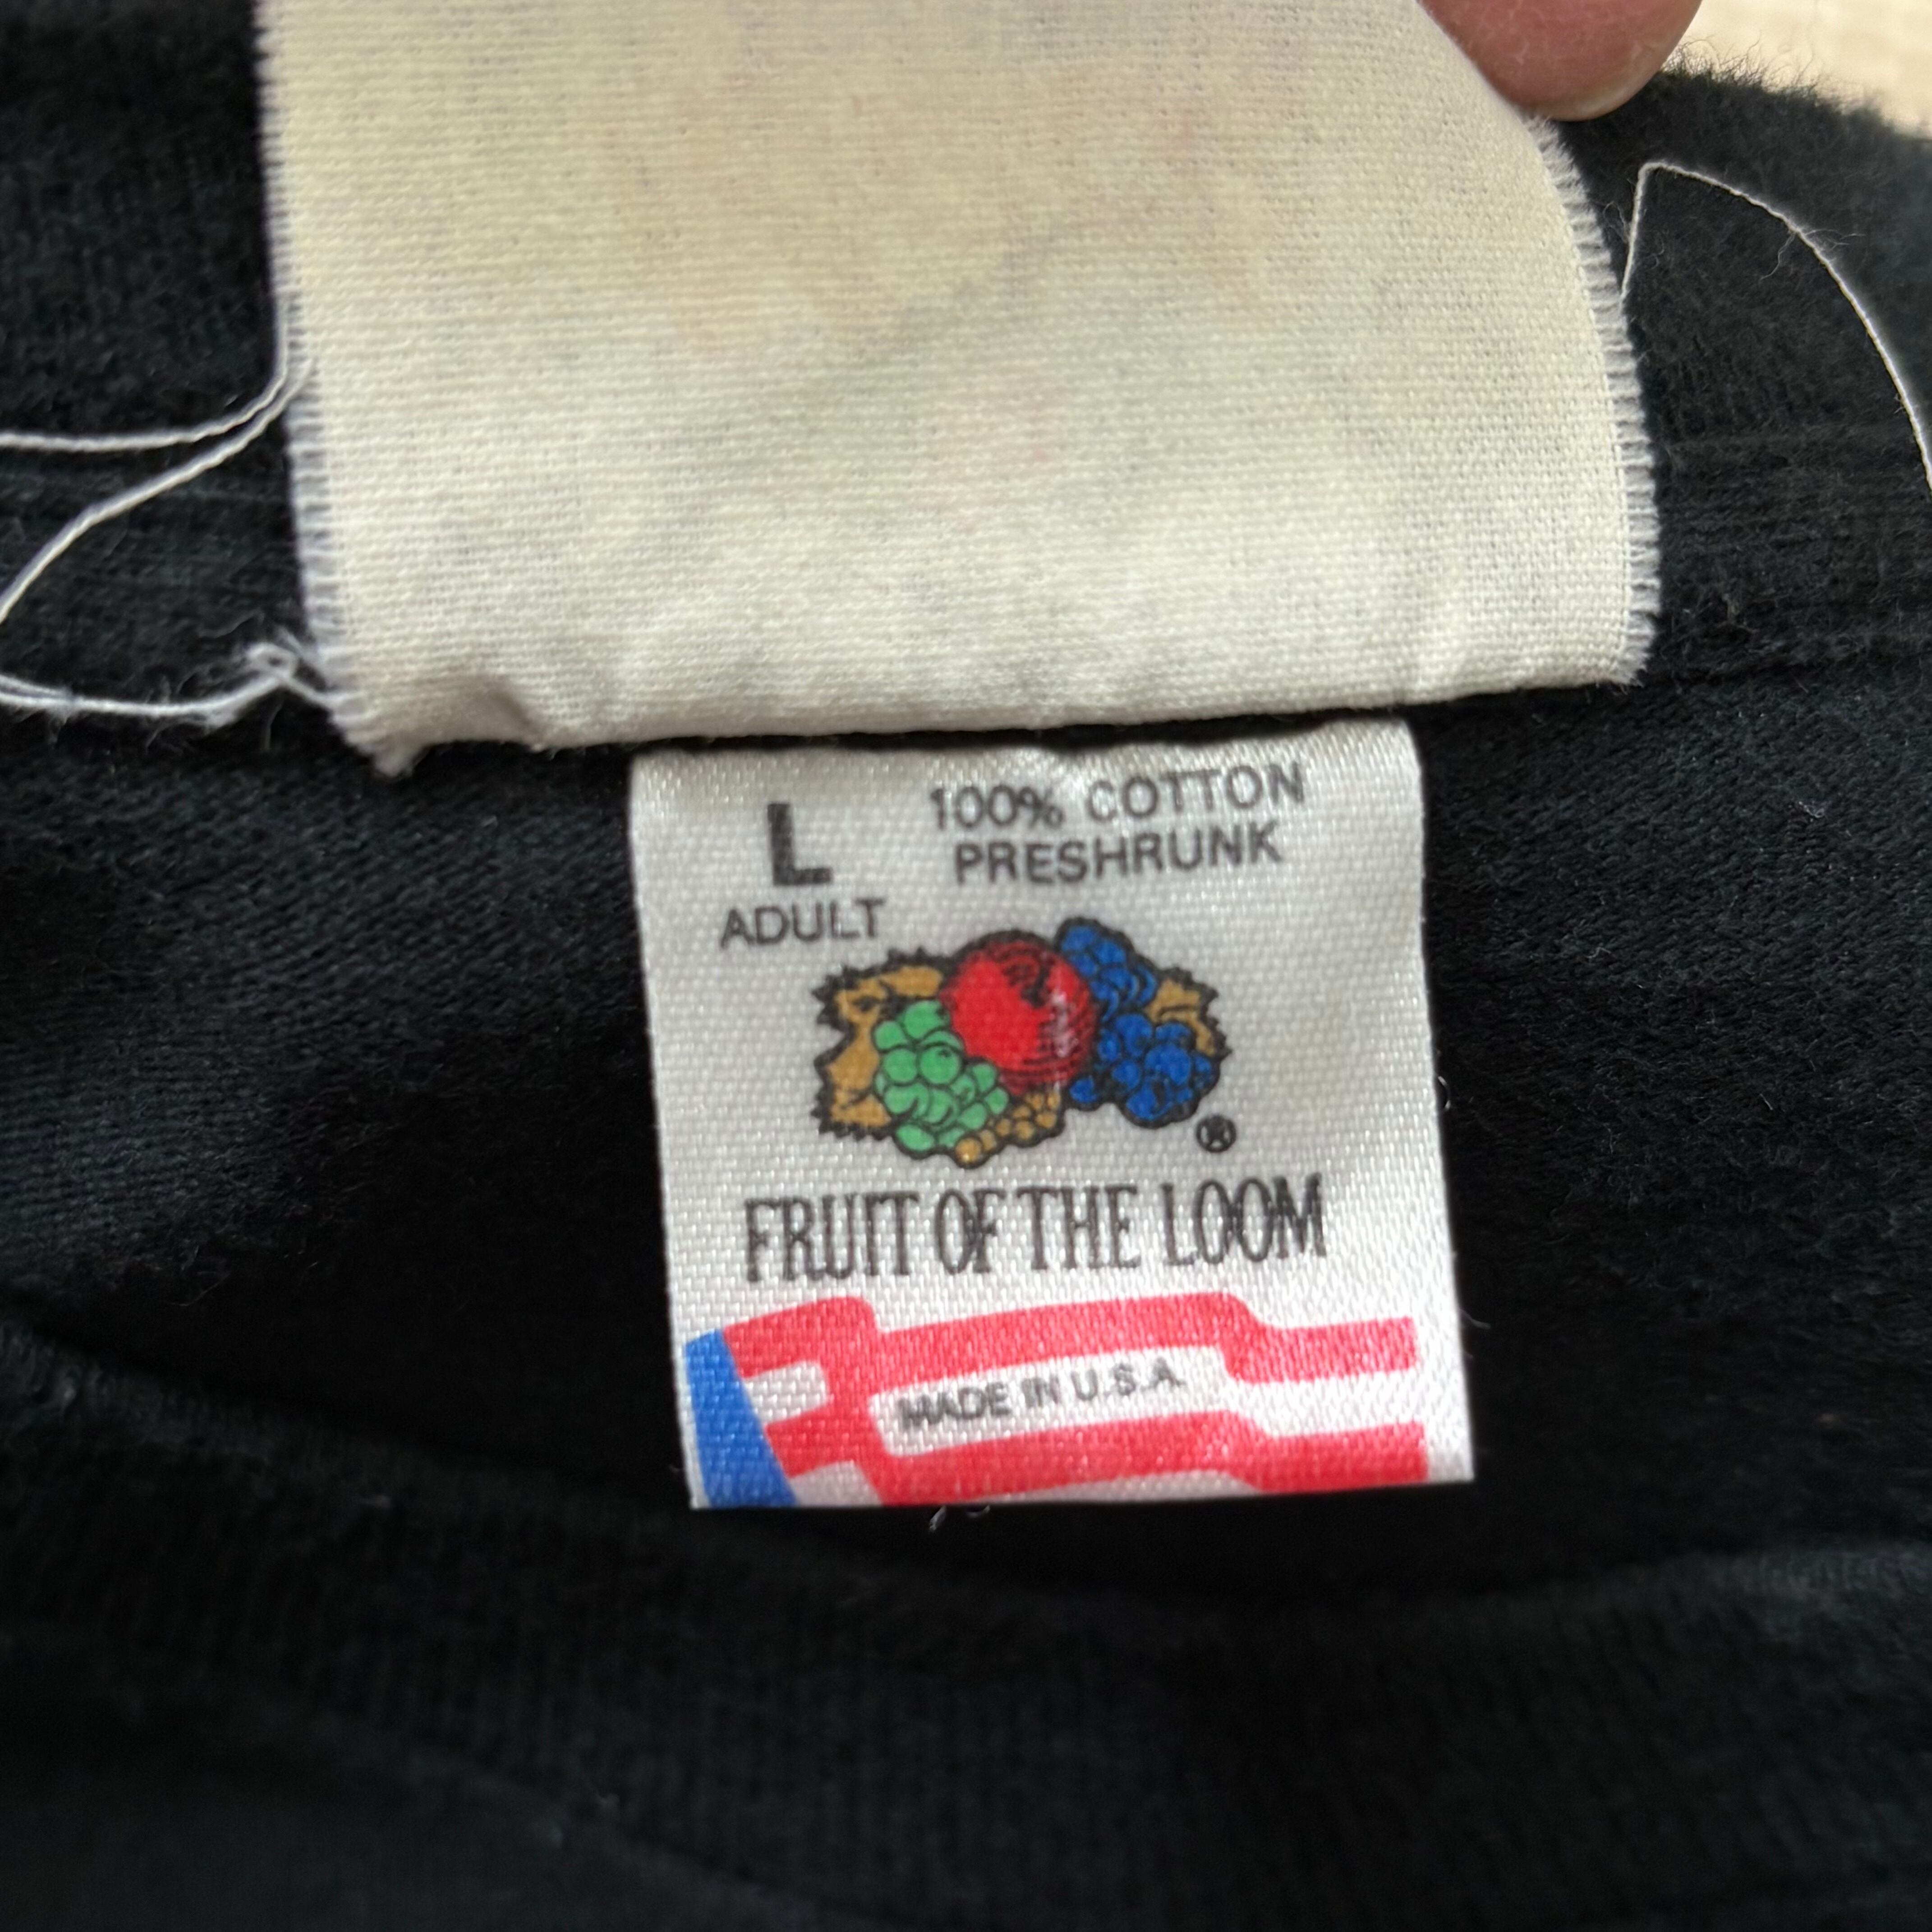 L
100% COTTON
PRESHRUNK
ADULT
®
FRUIT OF THE LOOM
MADE IN U.S.A.